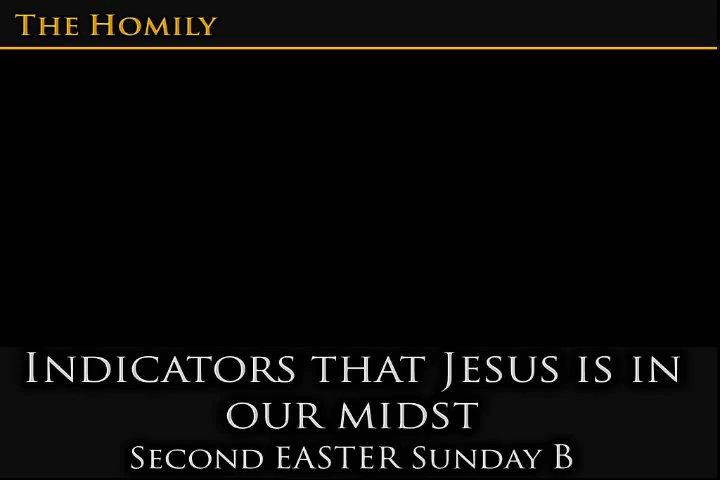 The Homily
Indicators that Jesus is in
our midst
Second EASTER Sunday B